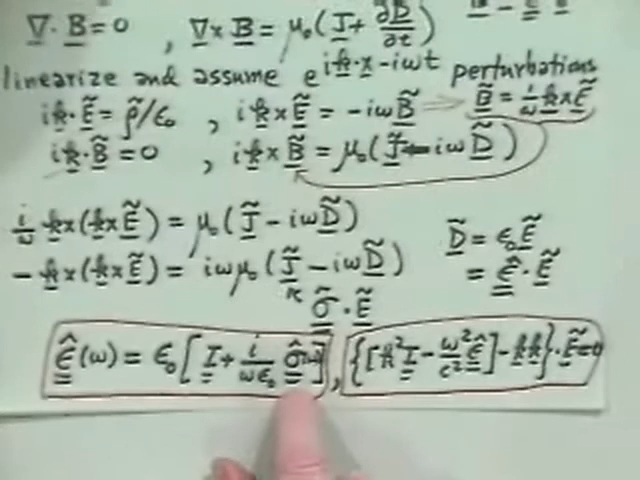 ∇·B=0 , ∇×B=μ₀(J+∂D/∂t)
linearize and assume e^{ik·x-iωt} perturbations
ik·Ẽ=ρ̃/ε₀ , ik×Ẽ=-iωB̃ B̃=1/ω k×Ẽ
ik·B̃=0 , ik×B̃=μ₀(J̃-iωD̃)
i/ω k×(k×Ẽ)=μ₀(J̃-iωD̃) D̃=ε₀Ẽ
-k×(k×Ẽ)=iωμ₀(J̃-iωD̃) =ε̂·Ẽ
σ̃·Ẽ
ε̂(ω)=ε₀[I+i/ωε₀ σ̂(ω)] , {[k²I-ω²/c² ε̂]-kk}·Ẽ=0